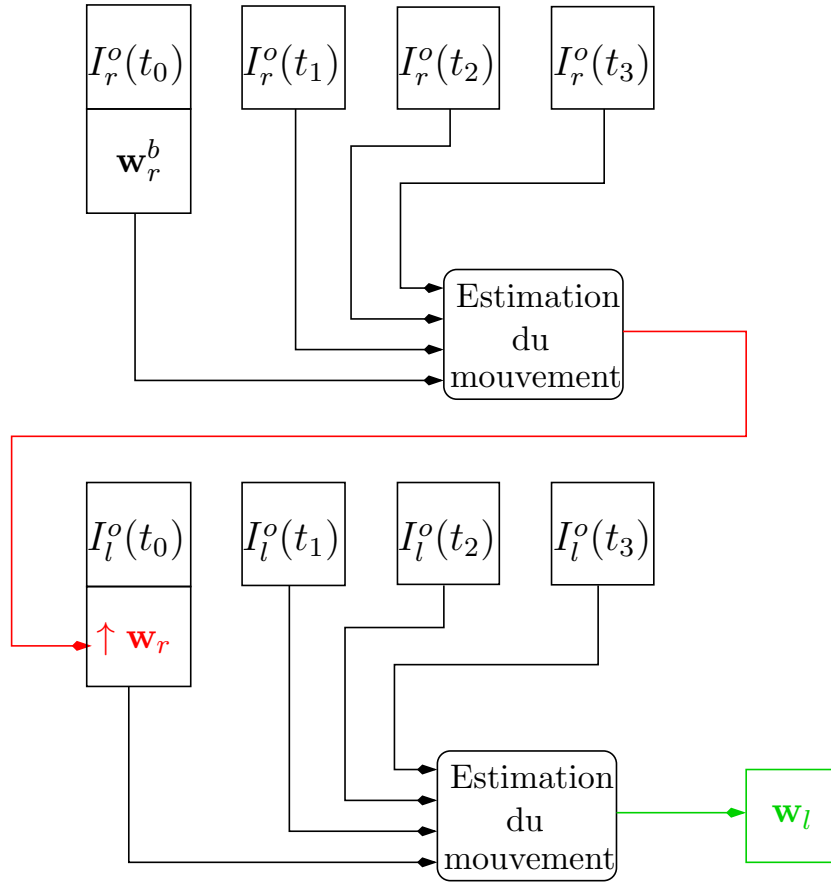 I_r^o(t_0) I_r^o(t_1) I_r^o(t_2) I_r^o(t_3)
w_r^b
Estimation
du
mouvement
I_l^o(t_0) I_l^o(t_1) I_l^o(t_2) I_l^o(t_3)
↑ w_r
Estimation
du
mouvement
w_l